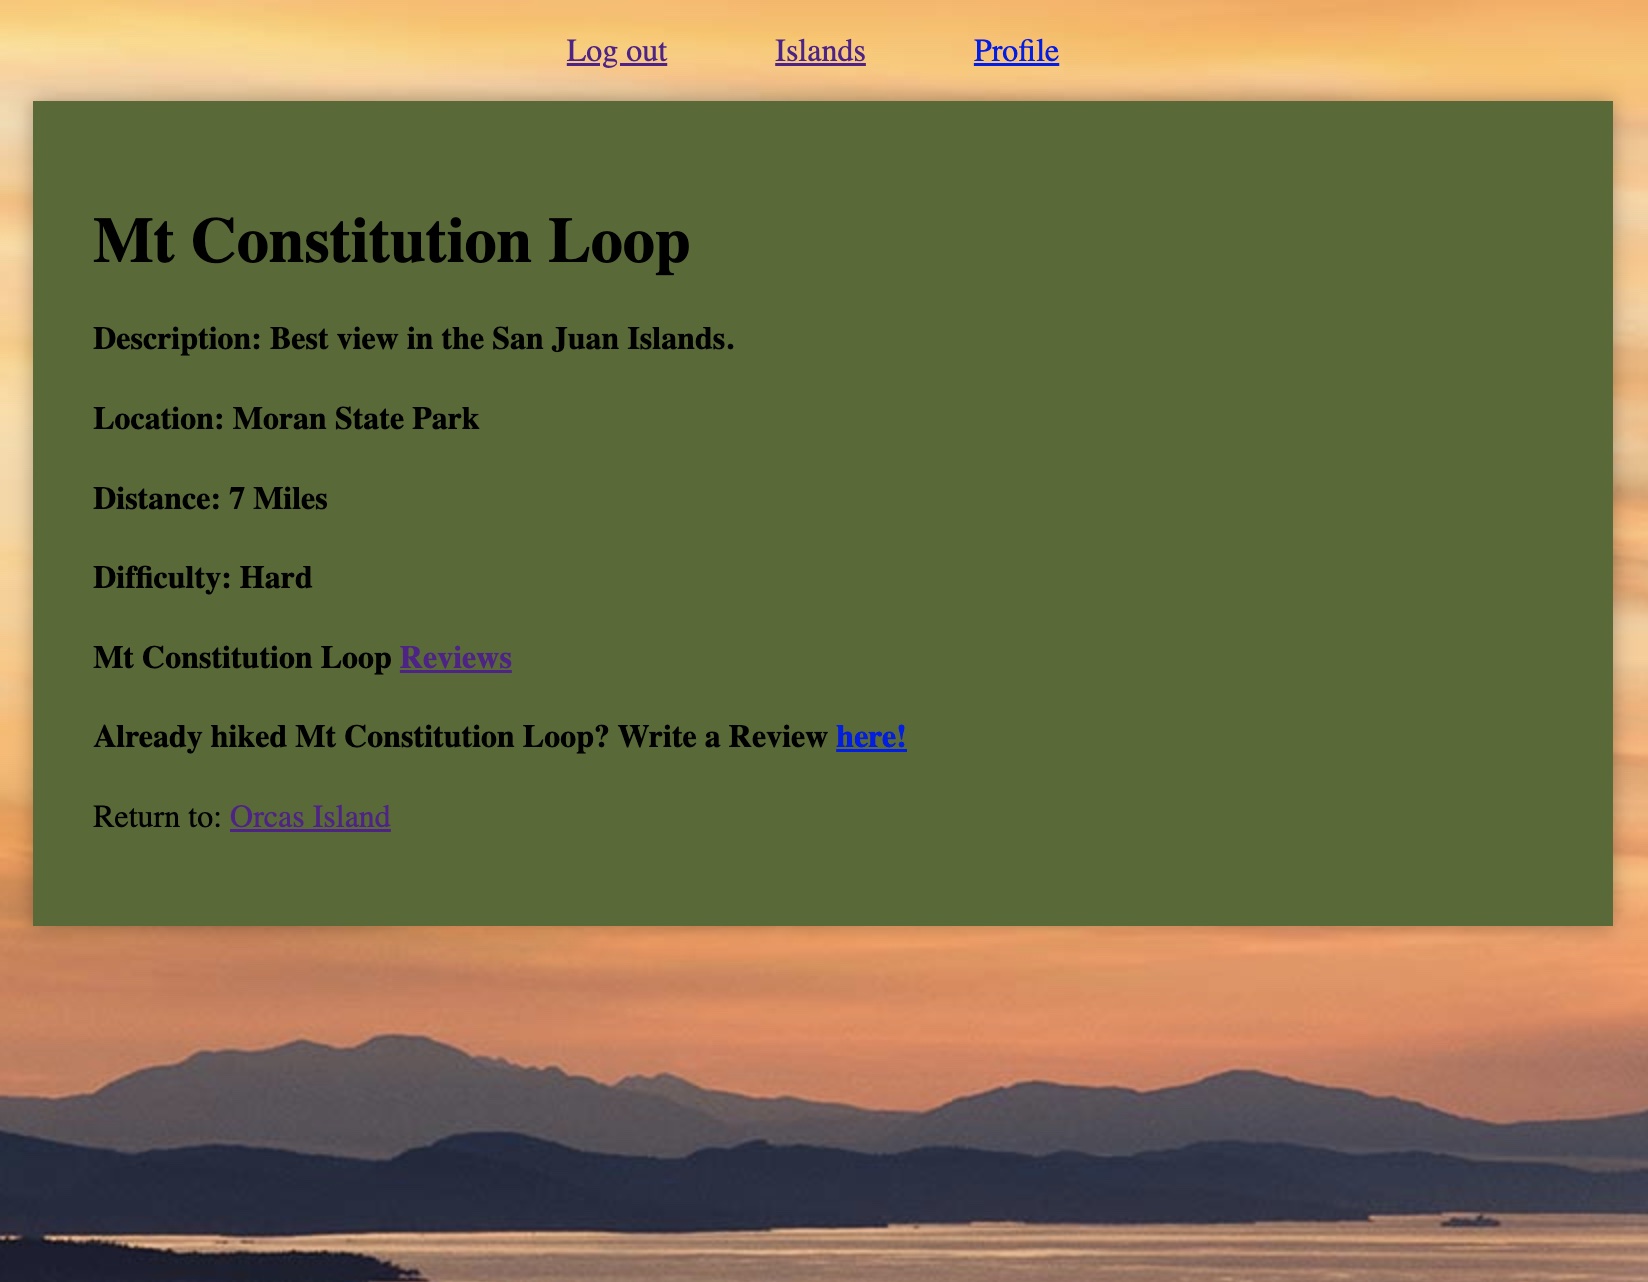 Log out Islands Profile
Mt Constitution Loop
Description: Best view in the San Juan Islands.
Location: Moran State Park
Distance: 7 Miles
Difficulty: Hard
Mt Constitution Loop Reviews
Already hiked Mt Constitution Loop? Write a Review here!
Return to: Orcas Island